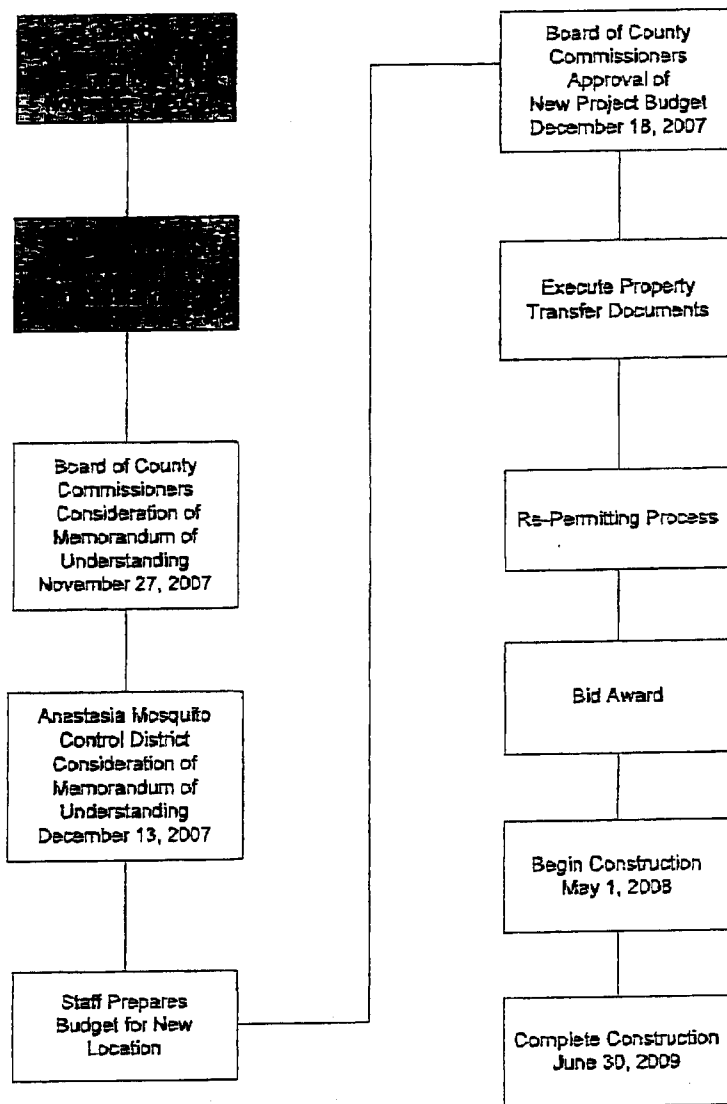 Board of County
Commissioners
Consideration of
Memorandum of
Understanding
November 27, 2007
Anastasia Mosquito
Control District
Consideration of
Memorandum of
Understanding
December 13, 2007
Staff Prepares
Budget for New
Location
Board of County
Commissioners
Approval of
New Project Budget
December 18, 2007
Execute Property
Transfer Documents
Re-Permitting Process
Bid Award
Begin Construction
May 1, 2008
Complete Construction
June 30, 2009